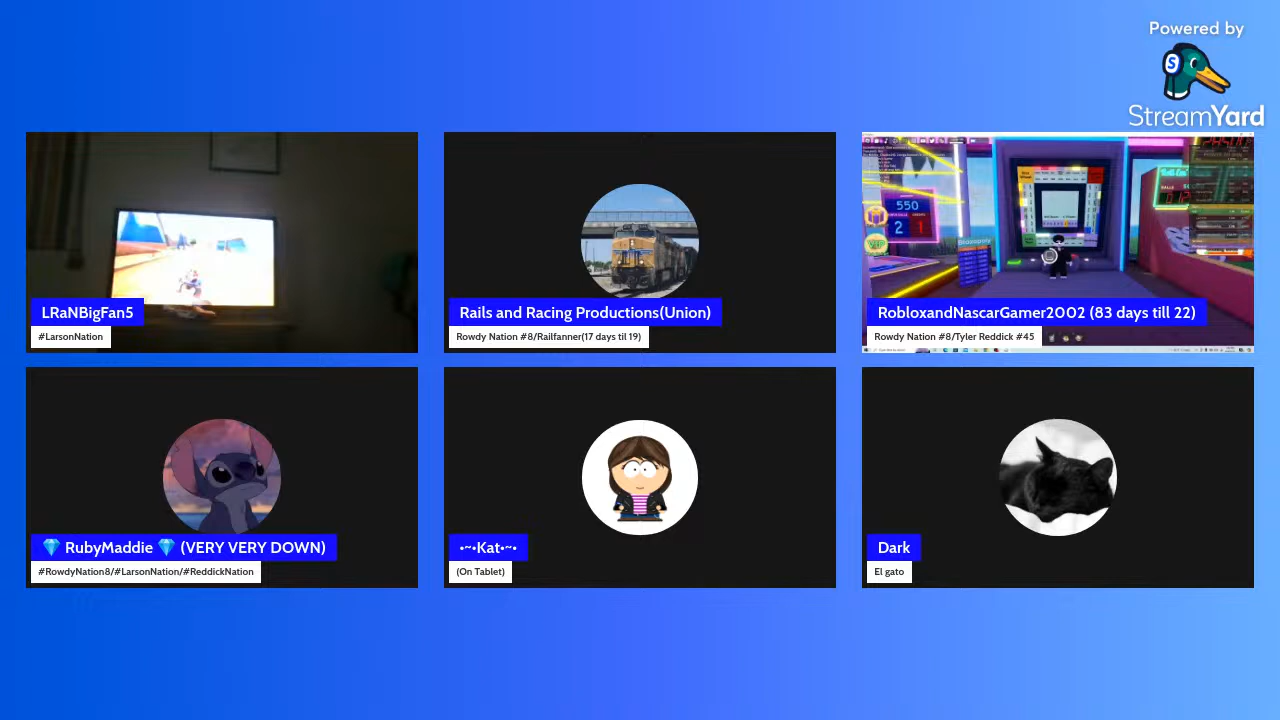 Powered by
StreamYard
LRaNBigFan5
#LarsonNation
Rails and Racing Productions(Union)
Rowdy Nation #8/Railfanner(17 days til 19)
550
2 1
VIP
RobloxandNascarGamer2002 (83 days till 22)
Rowdy Nation #8/Tyler Reddick #45
💎 RubyMaddie 💎 (VERY VERY DOWN)
#RowdyNation8/#LarsonNation/#ReddickNation
•~•Kat•~•
(On Tablet)
Dark
El gato